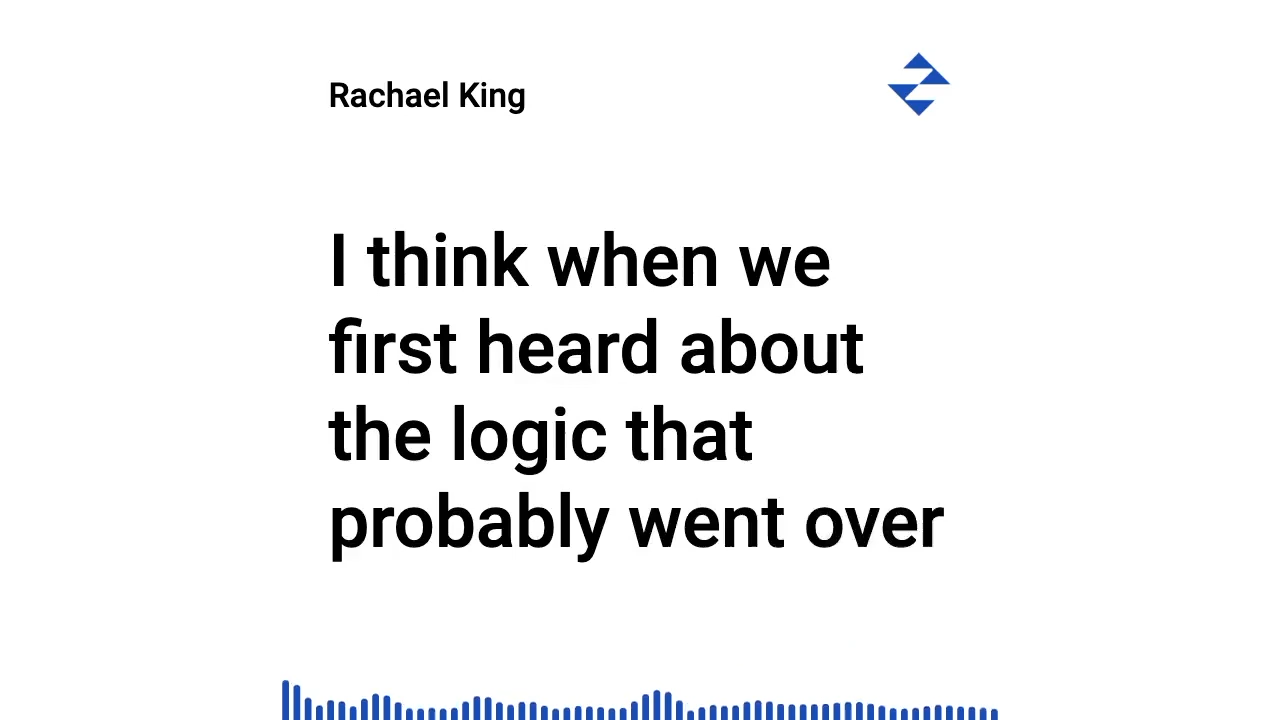 Rachael King
I think when we
first heard about
the logic that
probably went over